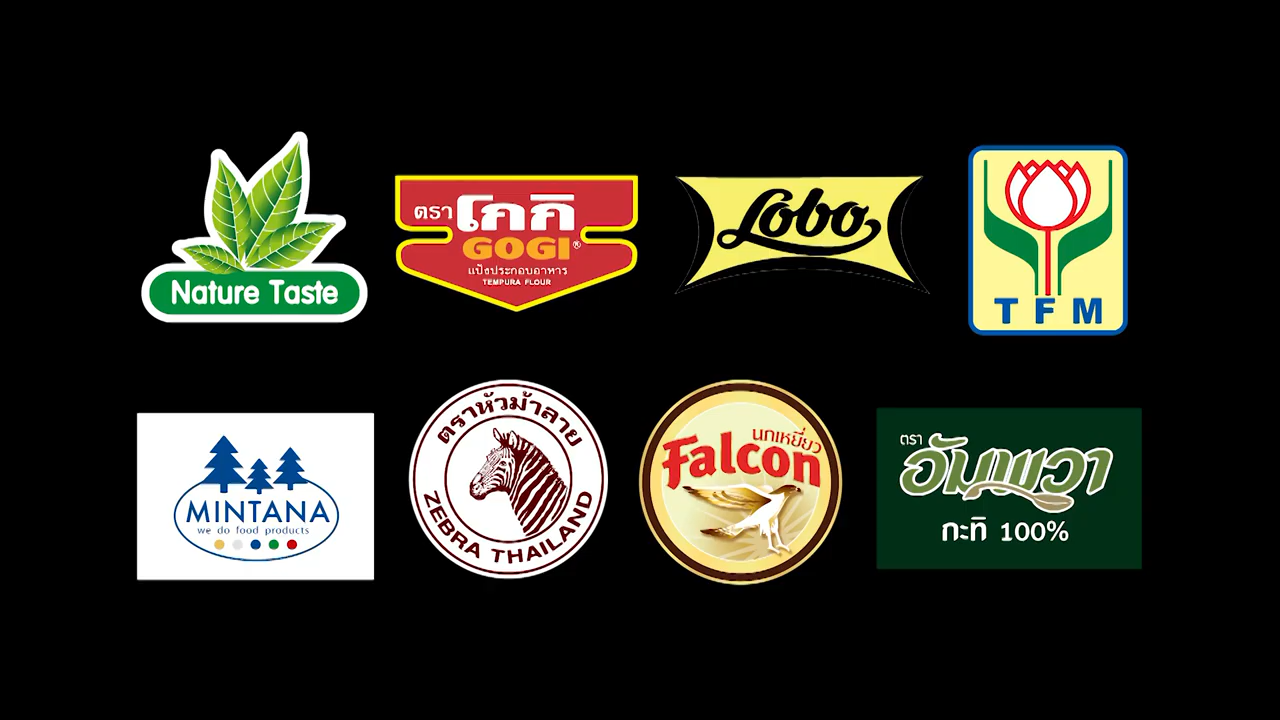 Nature Taste
ตรา โกกิ
GOGI®
แป้งประกอบอาหาร
TEMPURA FLOUR
Lobo
TFM
MINTANA
we do food products
ตราหัวม้าลาย
ZEBRA THAILAND
นกเหยี่ยว
Falcon
ตรา
อัมพวา
กะทิ 100%